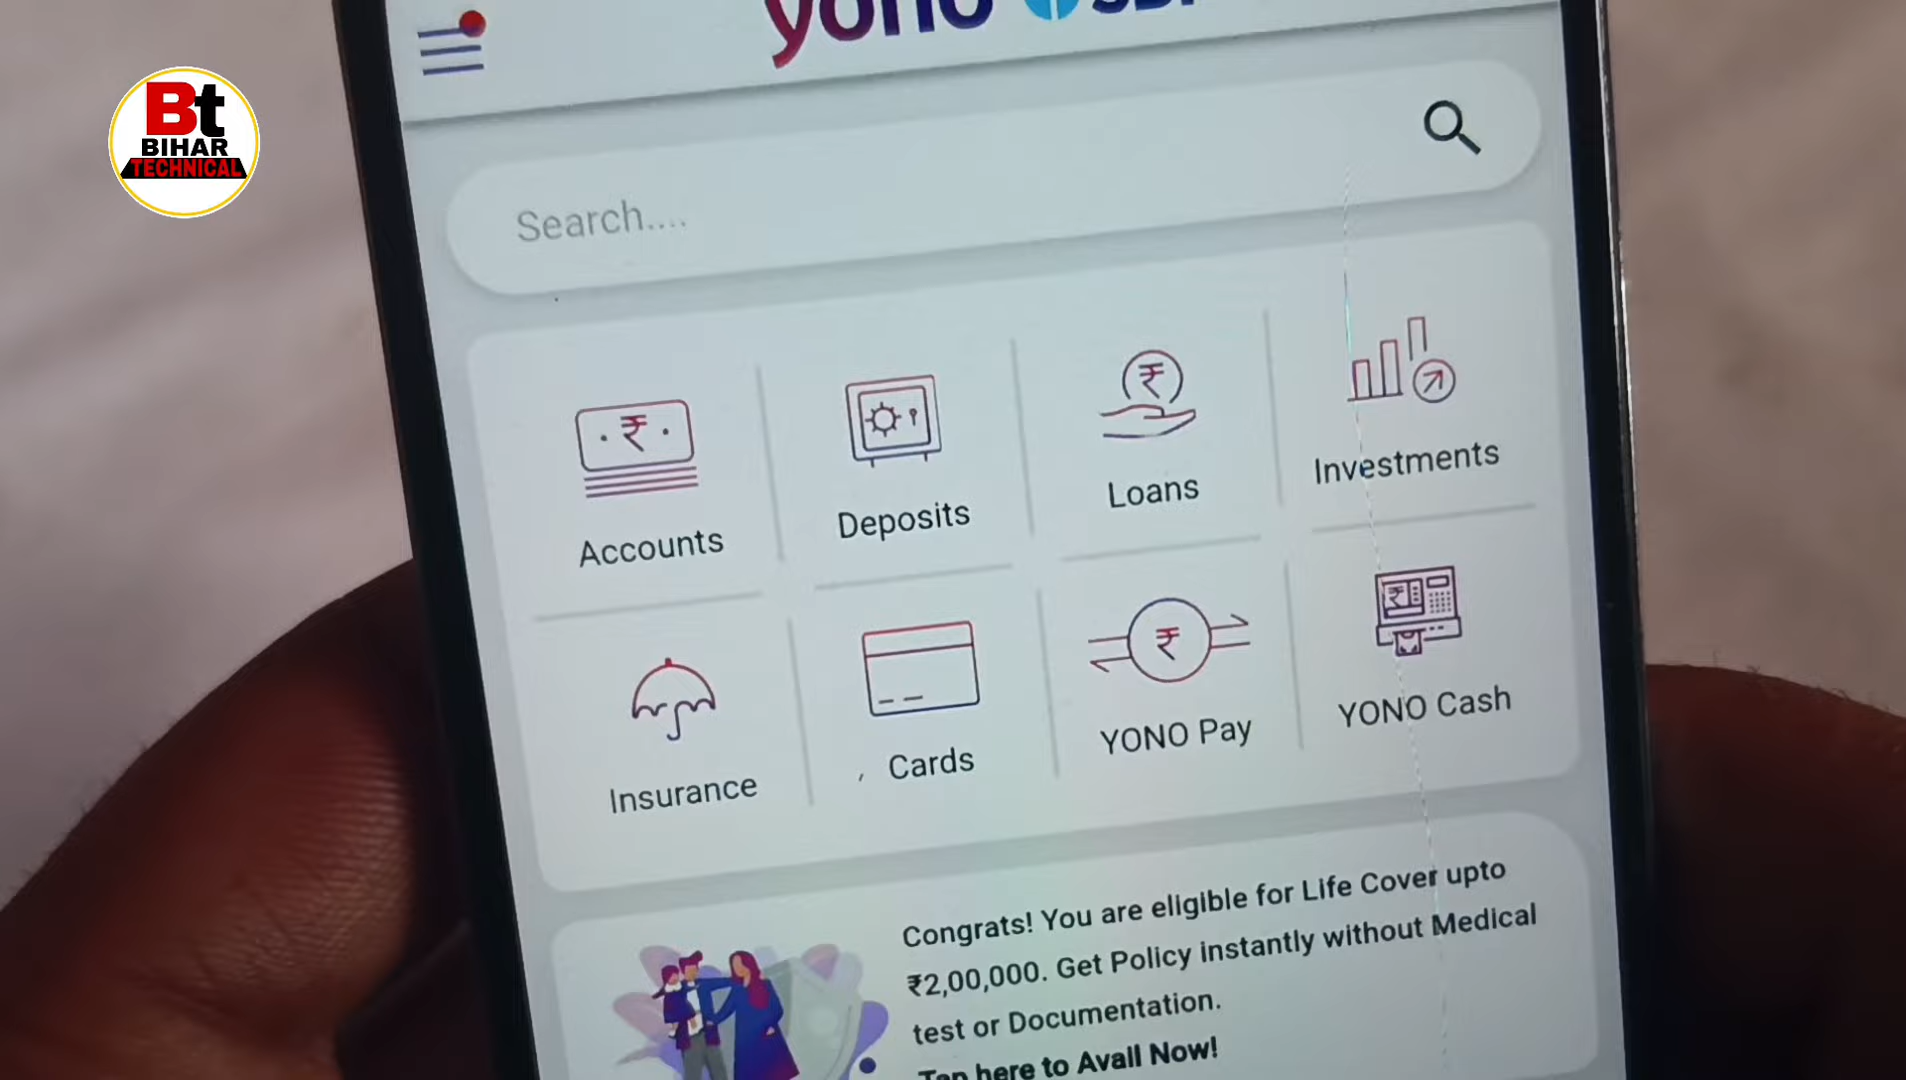 yono SBI
Bt
BIHAR
TECHNICAL
Search....
Accounts
Deposits
Loans
Investments
Insurance
Cards
YONO Pay
YONO Cash
Congrats! You are eligible for Life Cover upto
₹2,00,000. Get Policy instantly without Medical
test or Documentation.
Tap here to Avail Now!